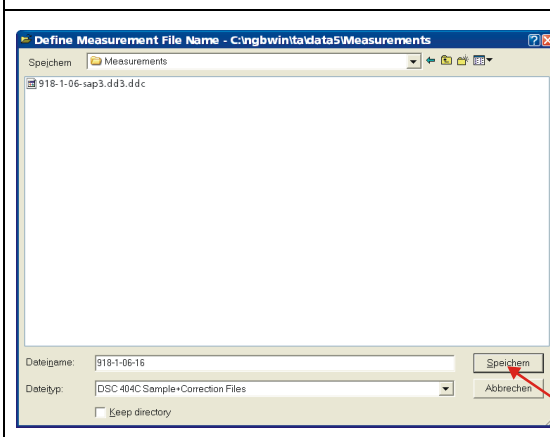 Define Measurement File Name - C:\ngbwin\ta\data5\Measurements
Speichern Measurements
918-1-06-sap3.dd3.ddc
Dateiname: 918-1-06-16 Speichern
Dateityp: DSC 404C Sample+Correction Files Abbrechen
Keep directory